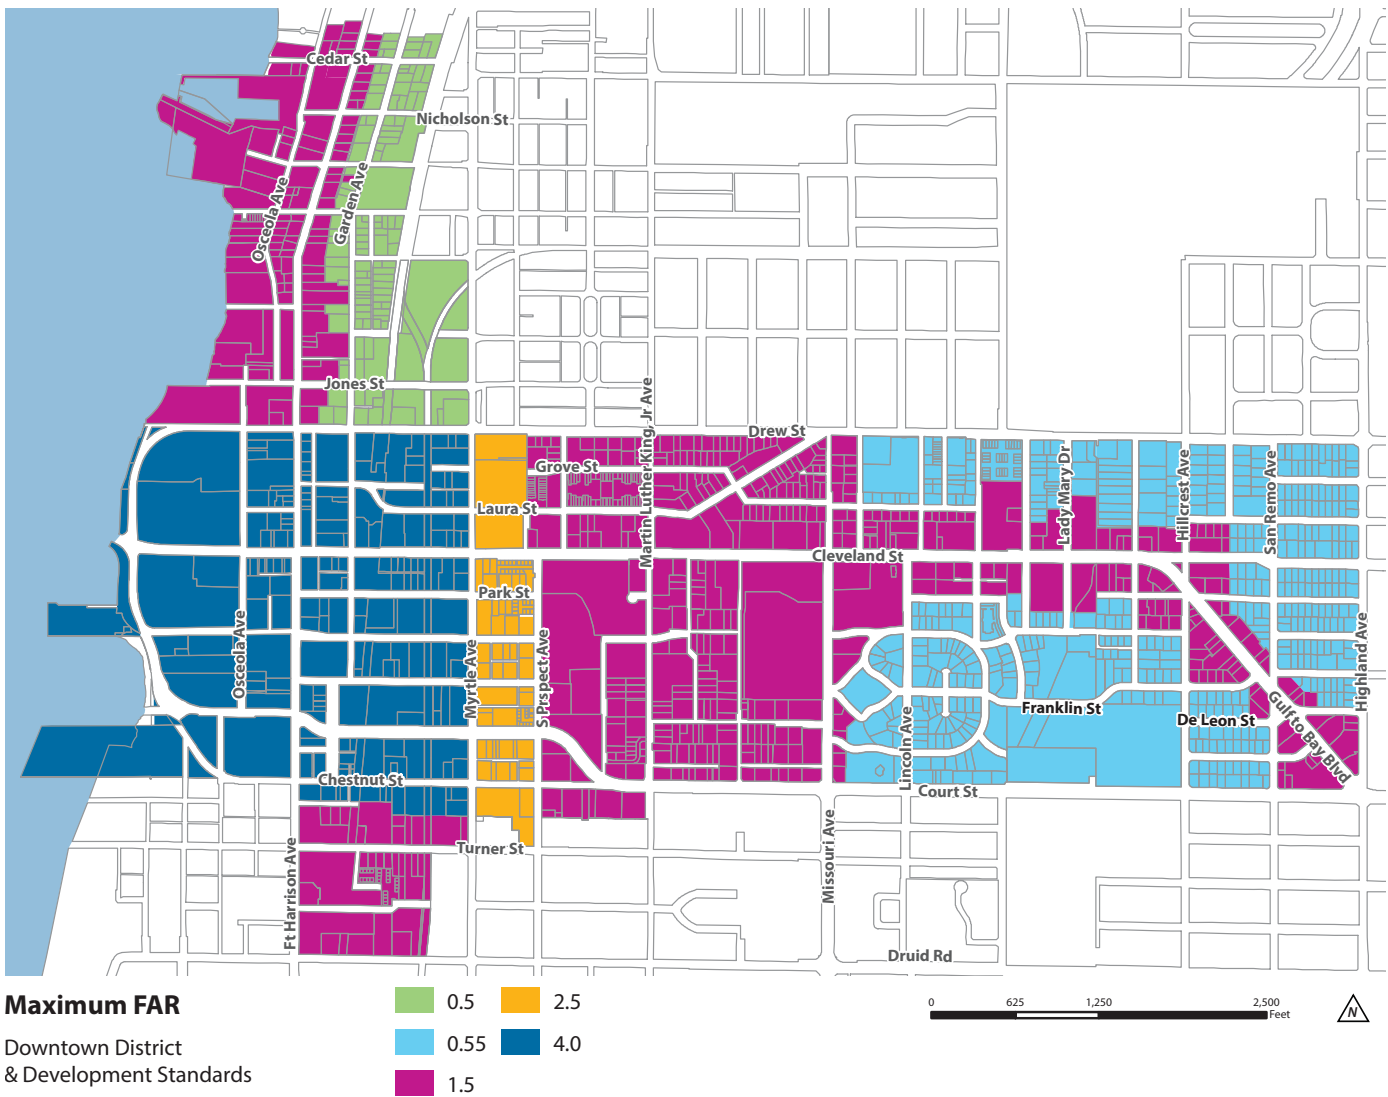 Cedar St
Nicholson St
Osceola Ave
Garden Ave
Jones St
Martin Luther King, Jr Ave
Drew St
Grove St
Laura St
Lady Mary Dr
Hillcrest Ave
San Remo Ave
Cleveland St
Park St
Osceola Ave
Myrtle Ave
S Prspect Ave
Highland Ave
Lincoln Ave
Franklin St
De Leon St
Gulf to Bay Blvd
Chestnut St
Court St
Ft Harrison Ave
Turner St
Missouri Ave
Druid Rd
Maximum FAR
Downtown District
& Development Standards
0.5
2.5
0.55
4.0
1.5
0 625 1,250 2,500
Feet
N